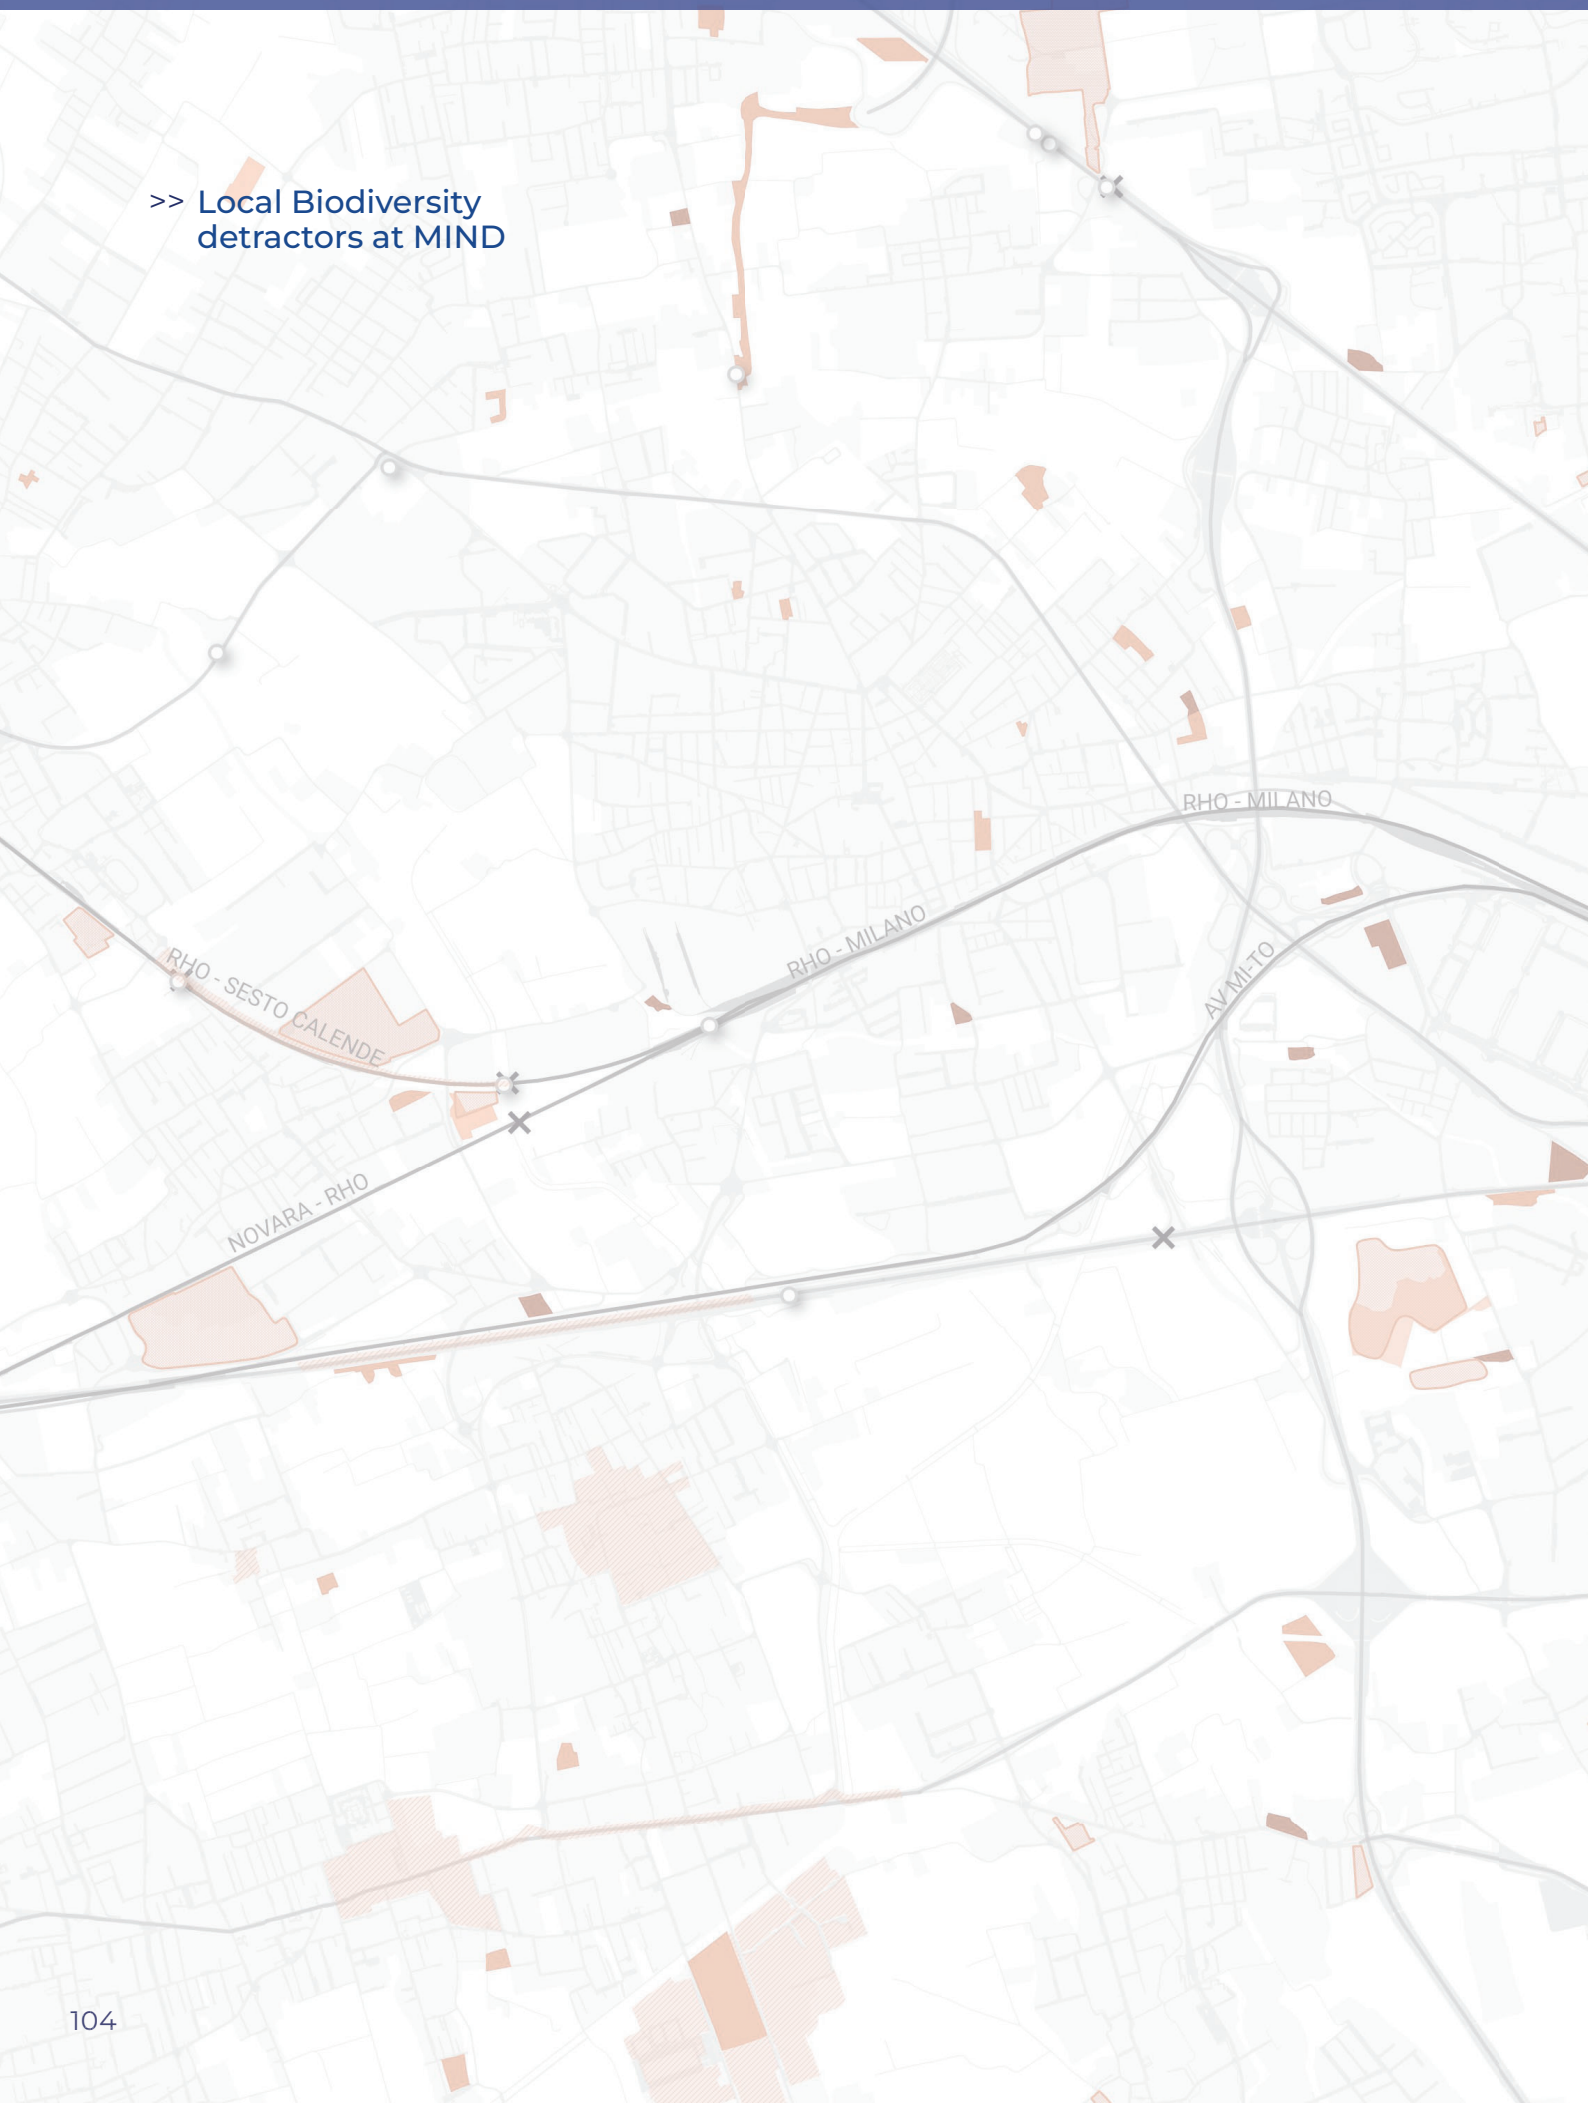 >> Local Biodiversity
detractors at MIND
RHO - MILANO
RHO - MILANO
AV MI-TO
RHO - SESTO CALENDE
NOVARA - RHO
104